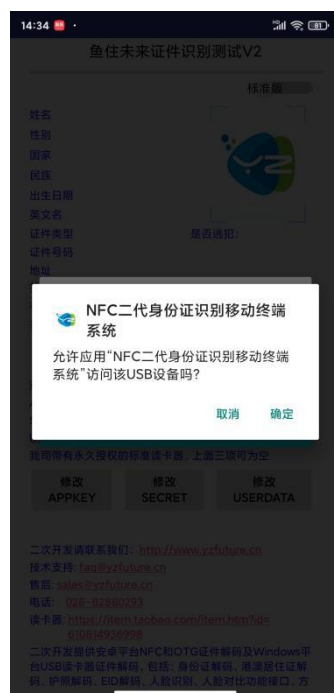 14:34
81
鱼住未来证件识别测试V2
标准版
姓名
性别
国家
民族
出生日期
英文名
证件类型
是否逃犯:
证件号码
地址
NFC二代身份证识别移动终端
系统
允许应用“NFC二代身份证识别移动终端
系统”访问该USB设备吗?
取消
确定
我司带有永久授权的标准读卡器,上面三项可为空
修改
APPKEY
修改
SECRET
修改
USERDATA
二次开发请联系我们: http://www.yzfuture.cn
技术支持: faq@yzfuture.cn
售后: sales@yzfuture.cn
电话: 028-82880293
读卡器: https://item.taobao.com/item.htm?id=
610814936998
二次开发提供安卓平台NFC和OTG证件解码及Windows平
台USB读卡器证件解码, 包括: 身份证解码, 港澳居住证解
码, 护照解码, EID解码, 人脸识别, 人脸对比功能接口, 方